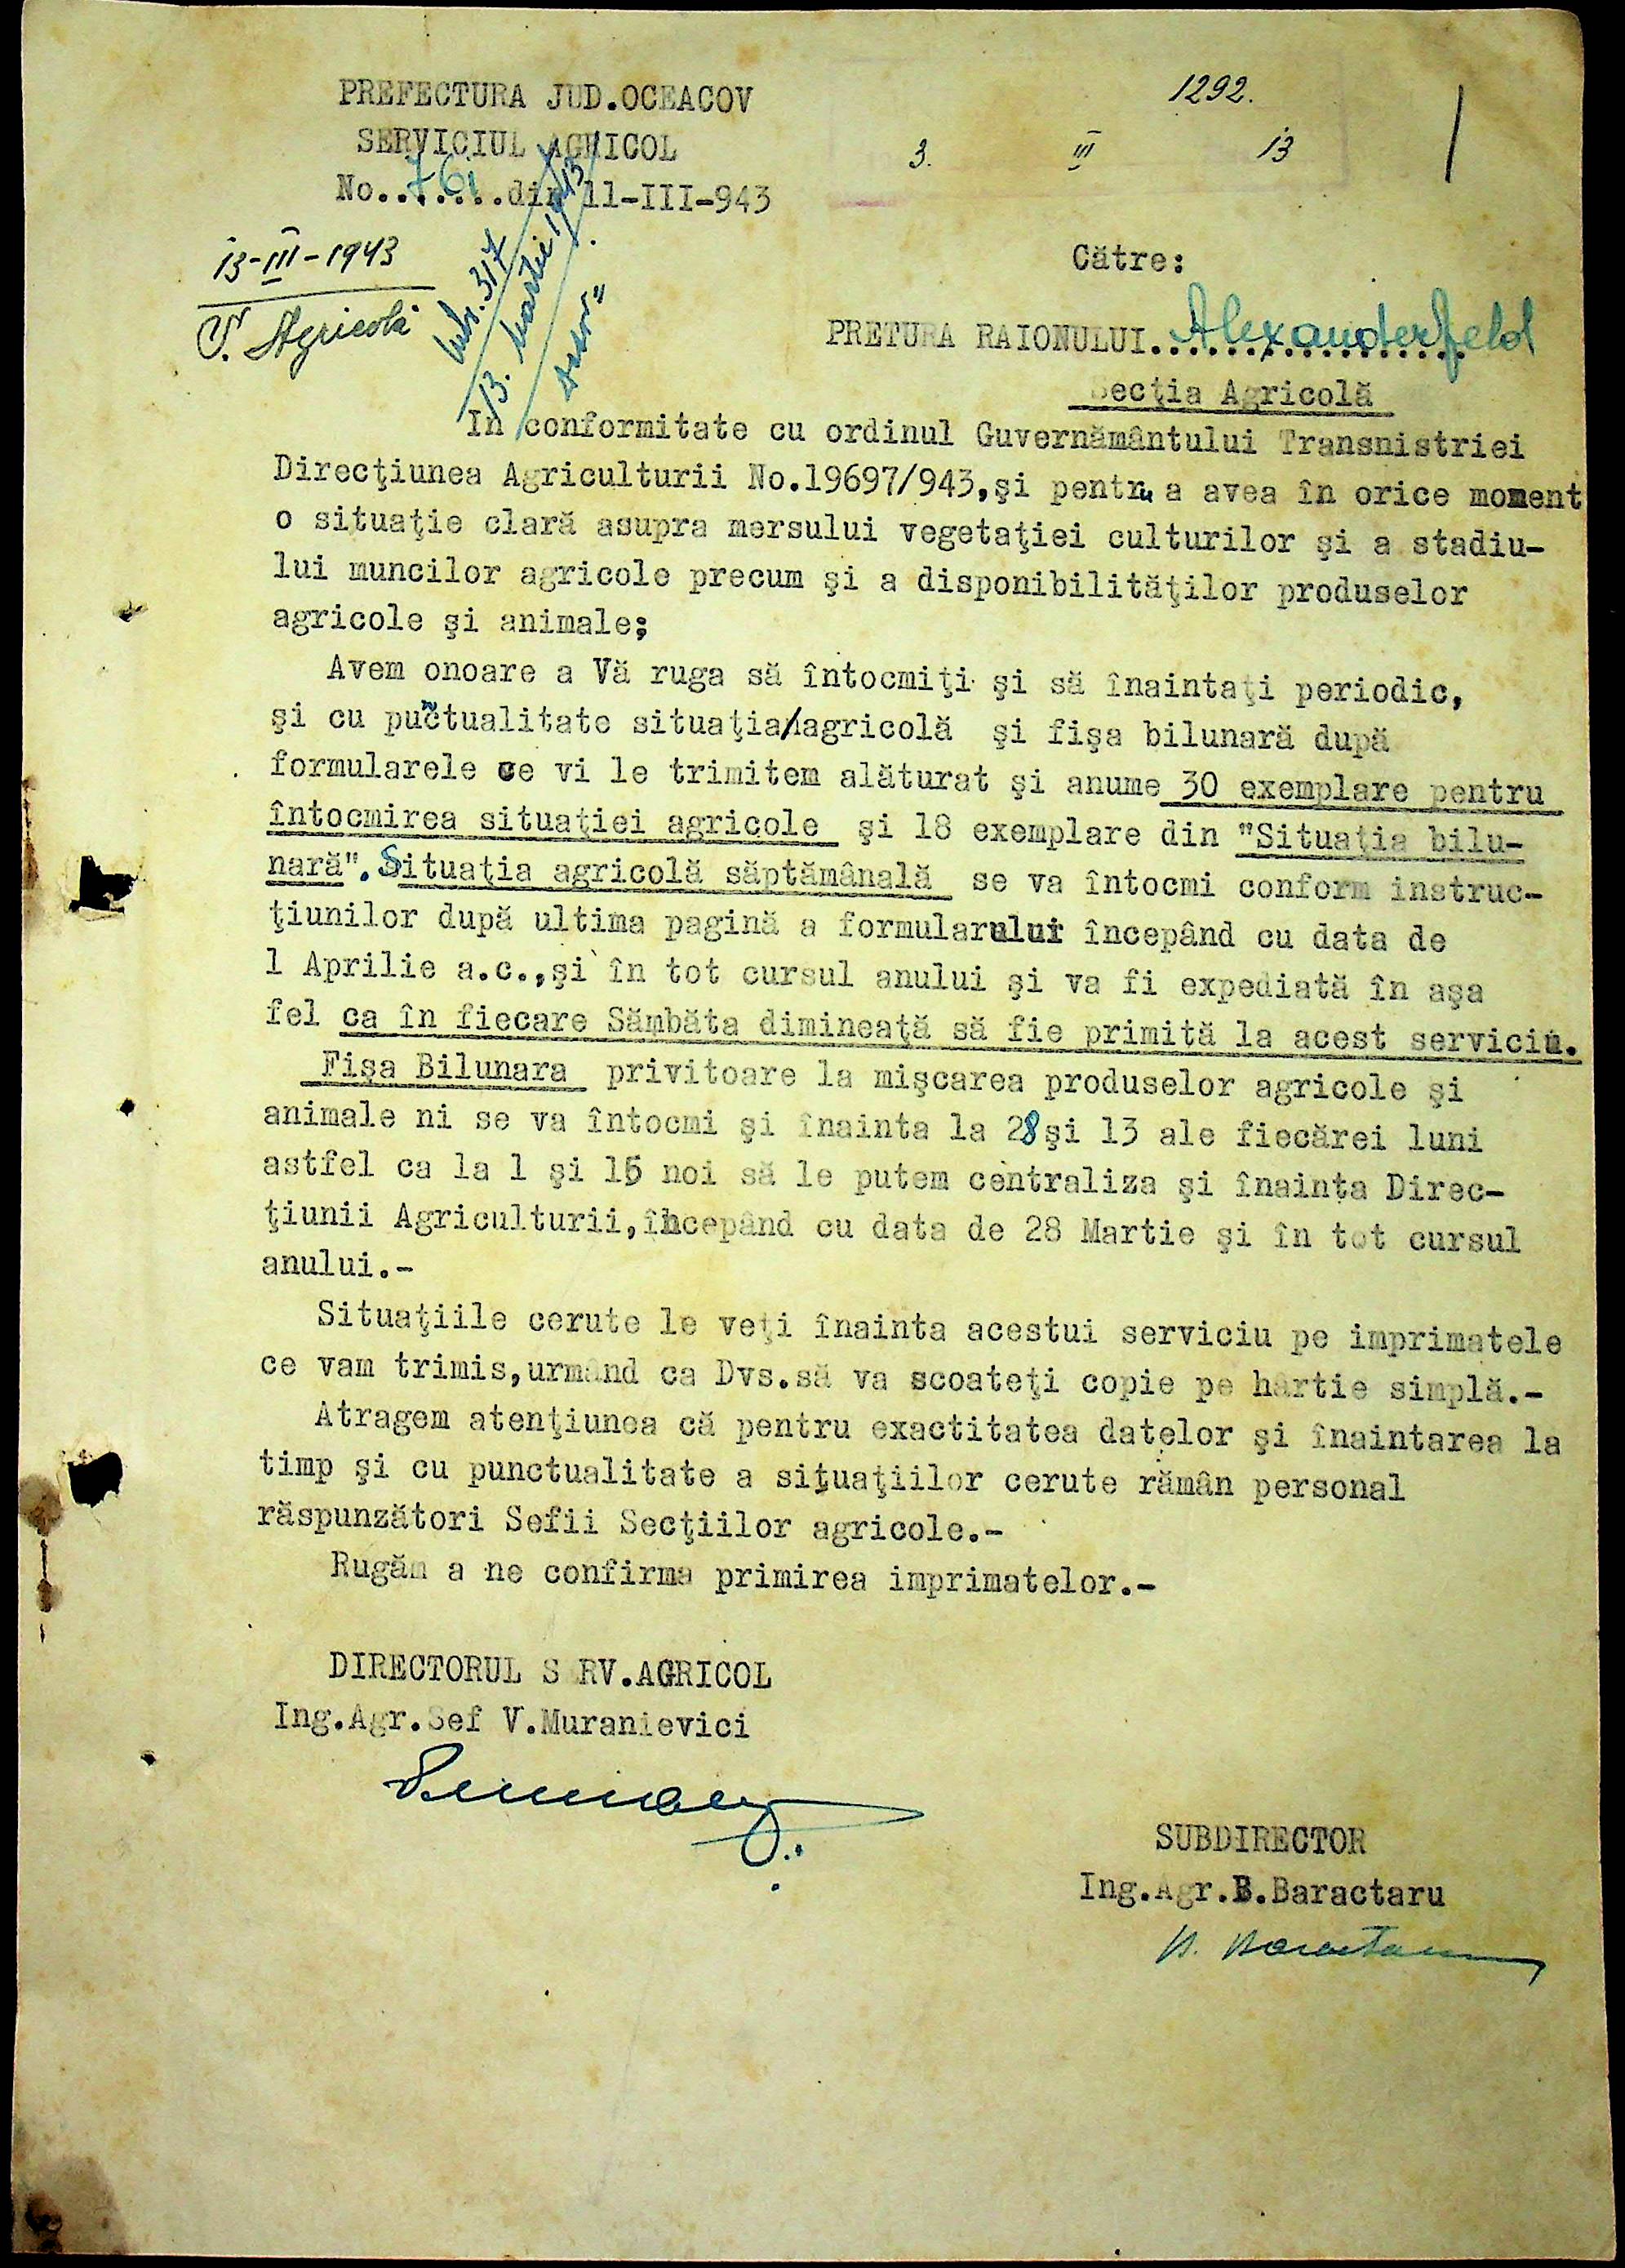 PREFECTURA JUD.OCEACOV
SERVICIUL AGRICOL
No..76i..din 11-III-943
1292.
3. III 13
13-III-1943
S. Agricolă
317
13. Martie 1943
Către:
PRETURA RAIONULUI.Alexanderfeld
Secţia Agricolă
In conformitate cu ordinul Guvernământului Transnistriei
Direcţiunea Agriculturii No.19697/943,şi pentru a avea în orice moment
o situaţie clară asupra mersului vegetaţiei culturilor şi a stadiu-
lui muncilor agricole precum şi a disponibilităţilor produselor
agricole şi animale;
Avem onoare a Vă ruga să întocmiţi şi să înaintaţi periodic,
şi cu punctualitate situaţia/agricolă şi fişa bilunară după
formularele ce vi le trimitem alăturat şi anume 30 exemplare pentru
întocmirea situaţiei agricole şi 18 exemplare din "Situaţia bilu-
nară". Situaţia agricolă săptămânală se va întocmi conform instruc-
ţiunilor după ultima pagină a formularului începând cu data de
1 Aprilie a.c.,şi în tot cursul anului şi va fi expediată în aşa
fel ca în fiecare Sămbăta dimineaţă să fie primită la acest serviciu.
Fişa Bilunara privitoare la mişcarea produselor agricole şi
animale ni se va întocmi şi înainta la 28 şi 13 ale fiecărei luni
astfel ca la 1 şi 15 noi să le putem centraliza şi înainta Direc-
ţiunii Agriculturii, începând cu data de 28 Martie şi în tot cursul
anului.-
Situaţiile cerute le veţi înainta acestui serviciu pe imprimatele
ce vam trimis,urmând ca Dvs.să va scoateţi copie pe hârtie simplă.-
Atragem atenţiunea că pentru exactitatea datelor şi înaintarea la
timp şi cu punctualitate a situaţiilor cerute rămân personal
răspunzători Sefii Secţiilor agricole.-
Rugăm a ne confirma primirea imprimatelor.-
DIRECTORUL SERV.AGRICOL
Ing.Agr.Sef V.Muranievici
SUBDIRECTOR
Ing.Agr.B.Baractaru
B. Baractaru